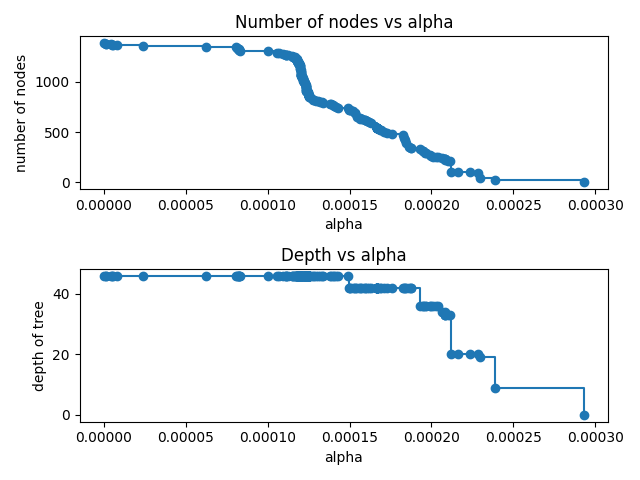 Number of nodes vs alpha
number of nodes
1000
500
0
0.00000 0.00005 0.00010 0.00015 0.00020 0.00025 0.00030
alpha
Depth vs alpha
depth of tree
40
20
0
0.00000 0.00005 0.00010 0.00015 0.00020 0.00025 0.00030
alpha